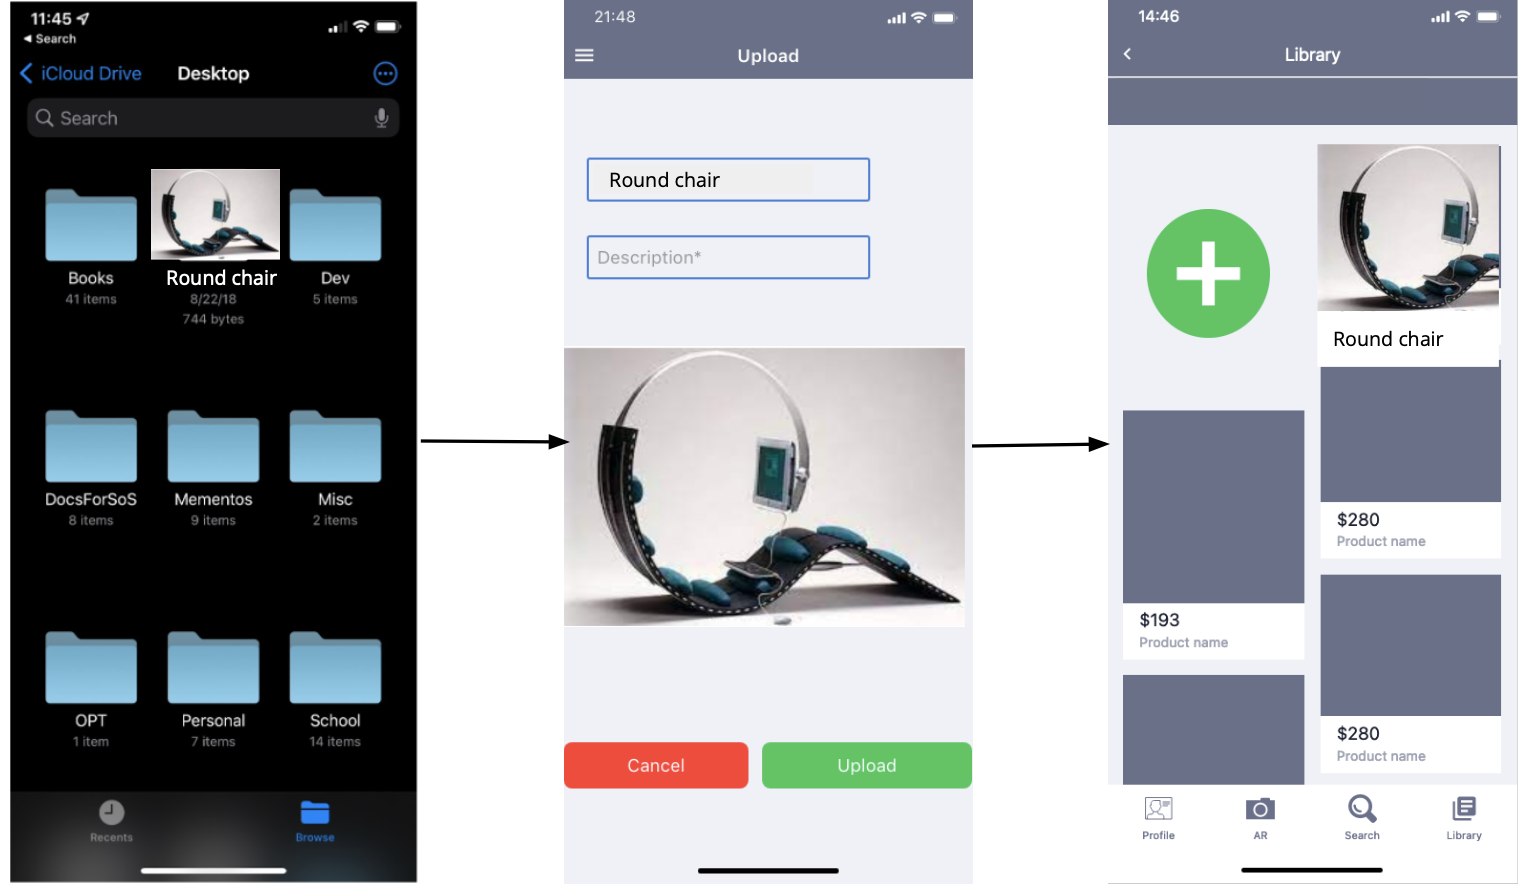 11:45
Search
iCloud Drive
Desktop
Search
Books
41 items
Round chair
8/22/18
744 bytes
Dev
5 items
DocsForSoS
8 items
Mementos
9 items
Misc
2 items
OPT
1 item
Personal
7 items
School
14 items
Recents
Browse
21:48
Upload
Round chair
Description*
Cancel
Upload
14:46
Library
Round chair
$280
Product name
$193
Product name
$280
Product name
Profile
AR
Search
Library